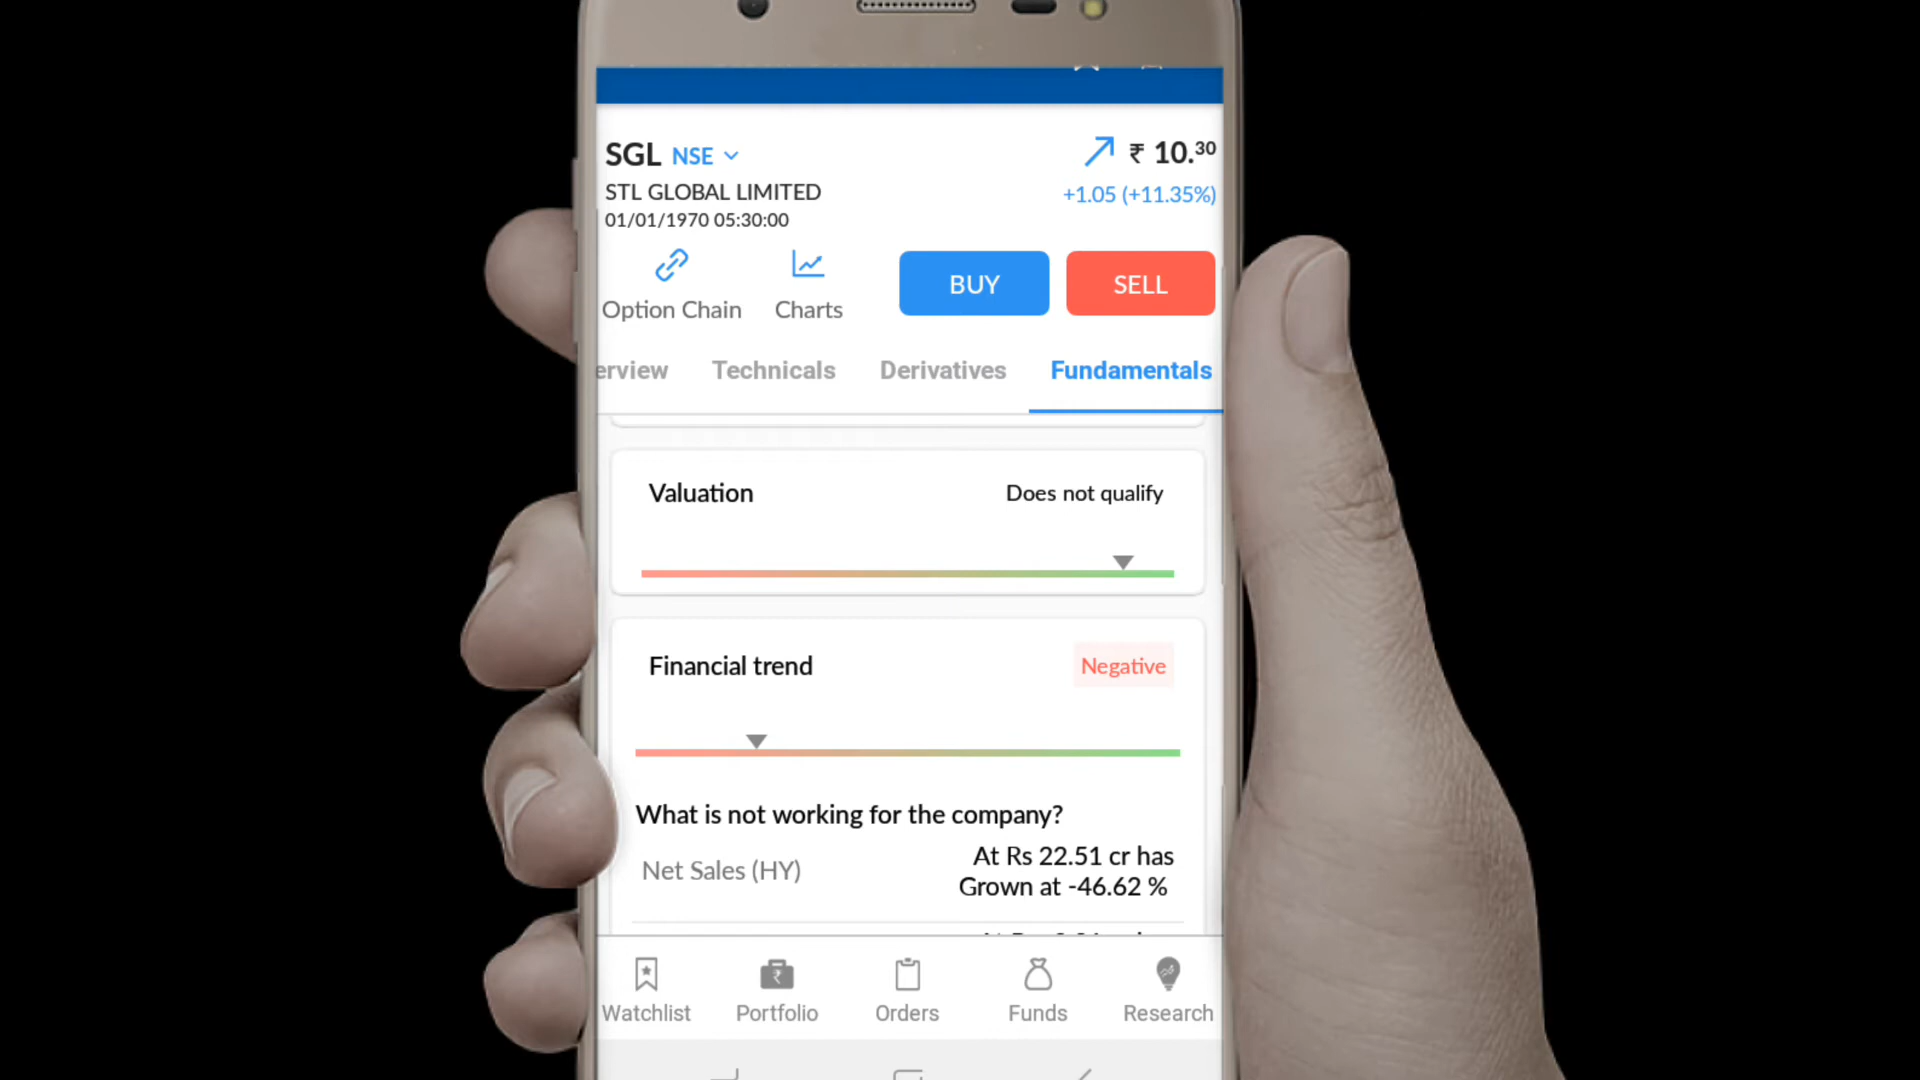 SGL NSE
₹ 10.30
STL GLOBAL LIMITED
+1.05 (+11.35%)
01/01/1970 05:30:00
Option Chain
Charts
BUY
SELL
erview
Technicals
Derivatives
Fundamentals
Valuation
Does not qualify
Financial trend
Negative
What is not working for the company?
Net Sales (HY)
At Rs 22.51 cr has
Grown at -46.62 %
Watchlist
Portfolio
Orders
Funds
Research